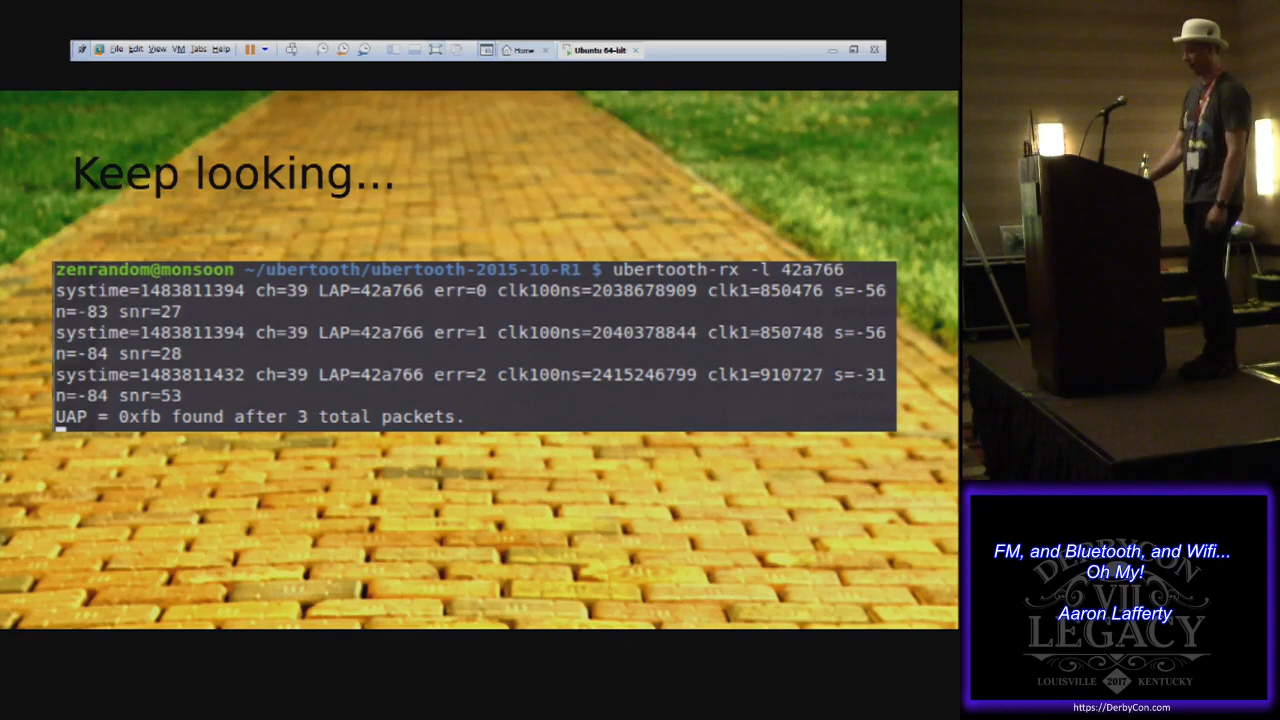 File Edit View VM Tabs Help
Home
Ubuntu 64-bit
Keep looking...
zenrandom@monsoon ~/ubertooth/ubertooth-2015-10-R1 $ ubertooth-rx -l 42a766
systime=1483811394 ch=39 LAP=42a766 err=0 clk100ns=2038678909 clk1=850476 s=-56
n=-83 snr=27
systime=1483811394 ch=39 LAP=42a766 err=1 clk100ns=2040378844 clk1=850748 s=-56
n=-84 snr=28
systime=1483811432 ch=39 LAP=42a766 err=2 clk100ns=2415246799 clk1=910727 s=-31
n=-84 snr=53
UAP = 0xfb found after 3 total packets.
FM, and Bluetooth, and Wifi...
Oh My!
Aaron Lafferty
DERBYCON
VII
LEGACY
LOUISVILLE 2017 KENTUCKY
https://DerbyCon.com